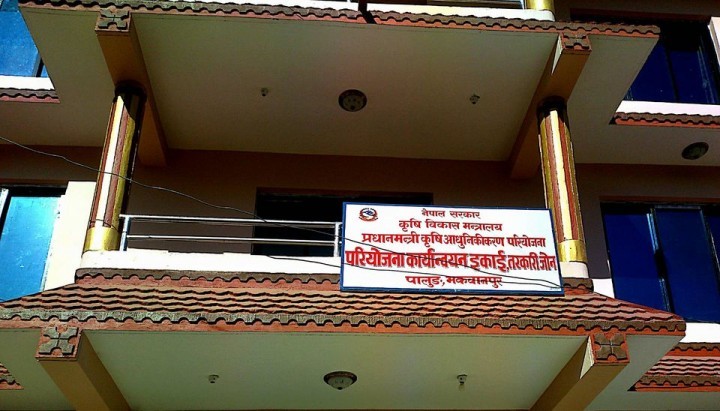 नेपाल सरकार
कृषि विकास मन्त्रालय
प्रधानमन्त्री कृषि आधुनिकीकरण परियोजना
परियोजना कार्यान्वयन इकाई,तरकारी जोन
पालुङ,मकवानपुर